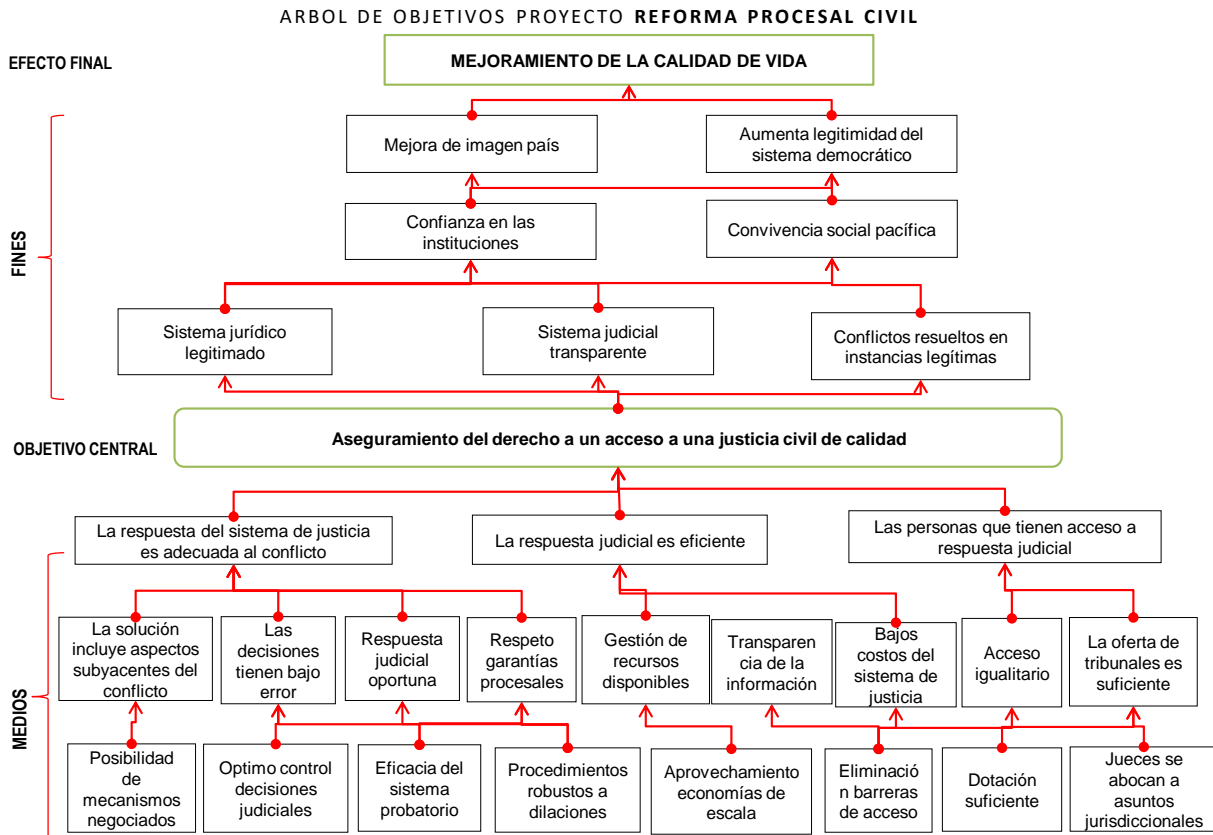 ARBOL DE OBJETIVOS PROYECTO REFORMA PROCESAL CIVIL
EFECTO FINAL
MEJORAMIENTO DE LA CALIDAD DE VIDA
FINES
Mejora de imagen país
Aumenta legitimidad del
sistema democrático
Confianza en las
instituciones
Convivencia social pacífica
Sistema jurídico
legitimado
Sistema judicial
transparente
Conflictos resueltos en
instancias legítimas
OBJETIVO CENTRAL
Aseguramiento del derecho a un acceso a una justicia civil de calidad
MEDIOS
La respuesta del sistema de justicia
es adecuada al conflicto
La respuesta judicial es eficiente
Las personas que tienen acceso a
respuesta judicial
La solución
incluye aspectos
subyacentes del
conflicto
Las
decisiones
tienen bajo
error
Respuesta
judicial
oportuna
Respeto
garantías
procesales
Gestión de
recursos
disponibles
Transparen
cia de la
información
Bajos
costos del
sistema de
justicia
Acceso
igualitario
La oferta de
tribunales es
suficiente
Posibilidad
de
mecanismos
negociados
Optimo control
decisiones
judiciales
Eficacia del
sistema
probatorio
Procedimientos
robustos a
dilaciones
Aprovechamiento
economías de
escala
Eliminació
n barreras
de acceso
Dotación
suficiente
Jueces se
abocan a
asuntos
jurisdiccionales